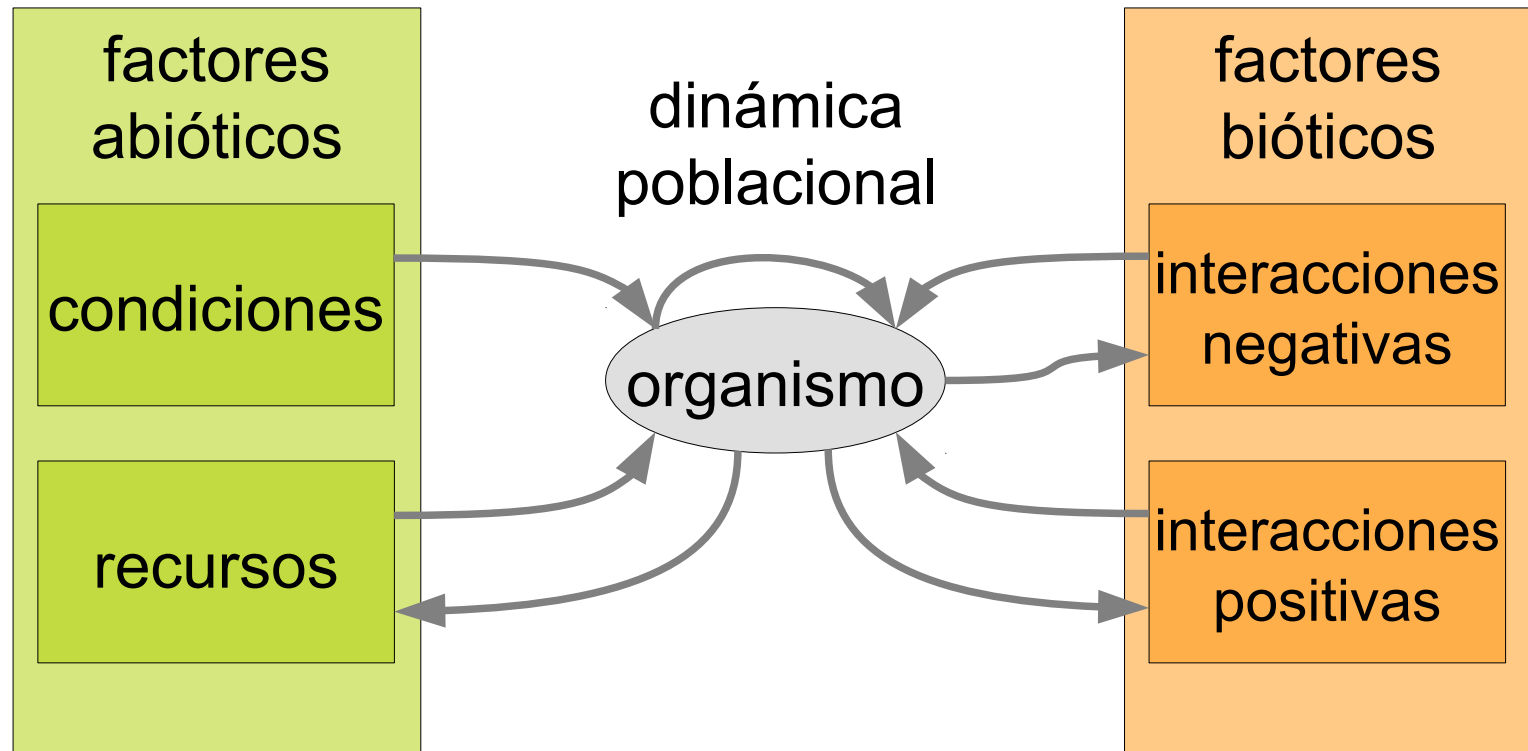 factores
abióticos
condiciones
recursos
dinámica
poblacional
organismo
factores
bióticos
interacciones
negativas
interacciones
positivas